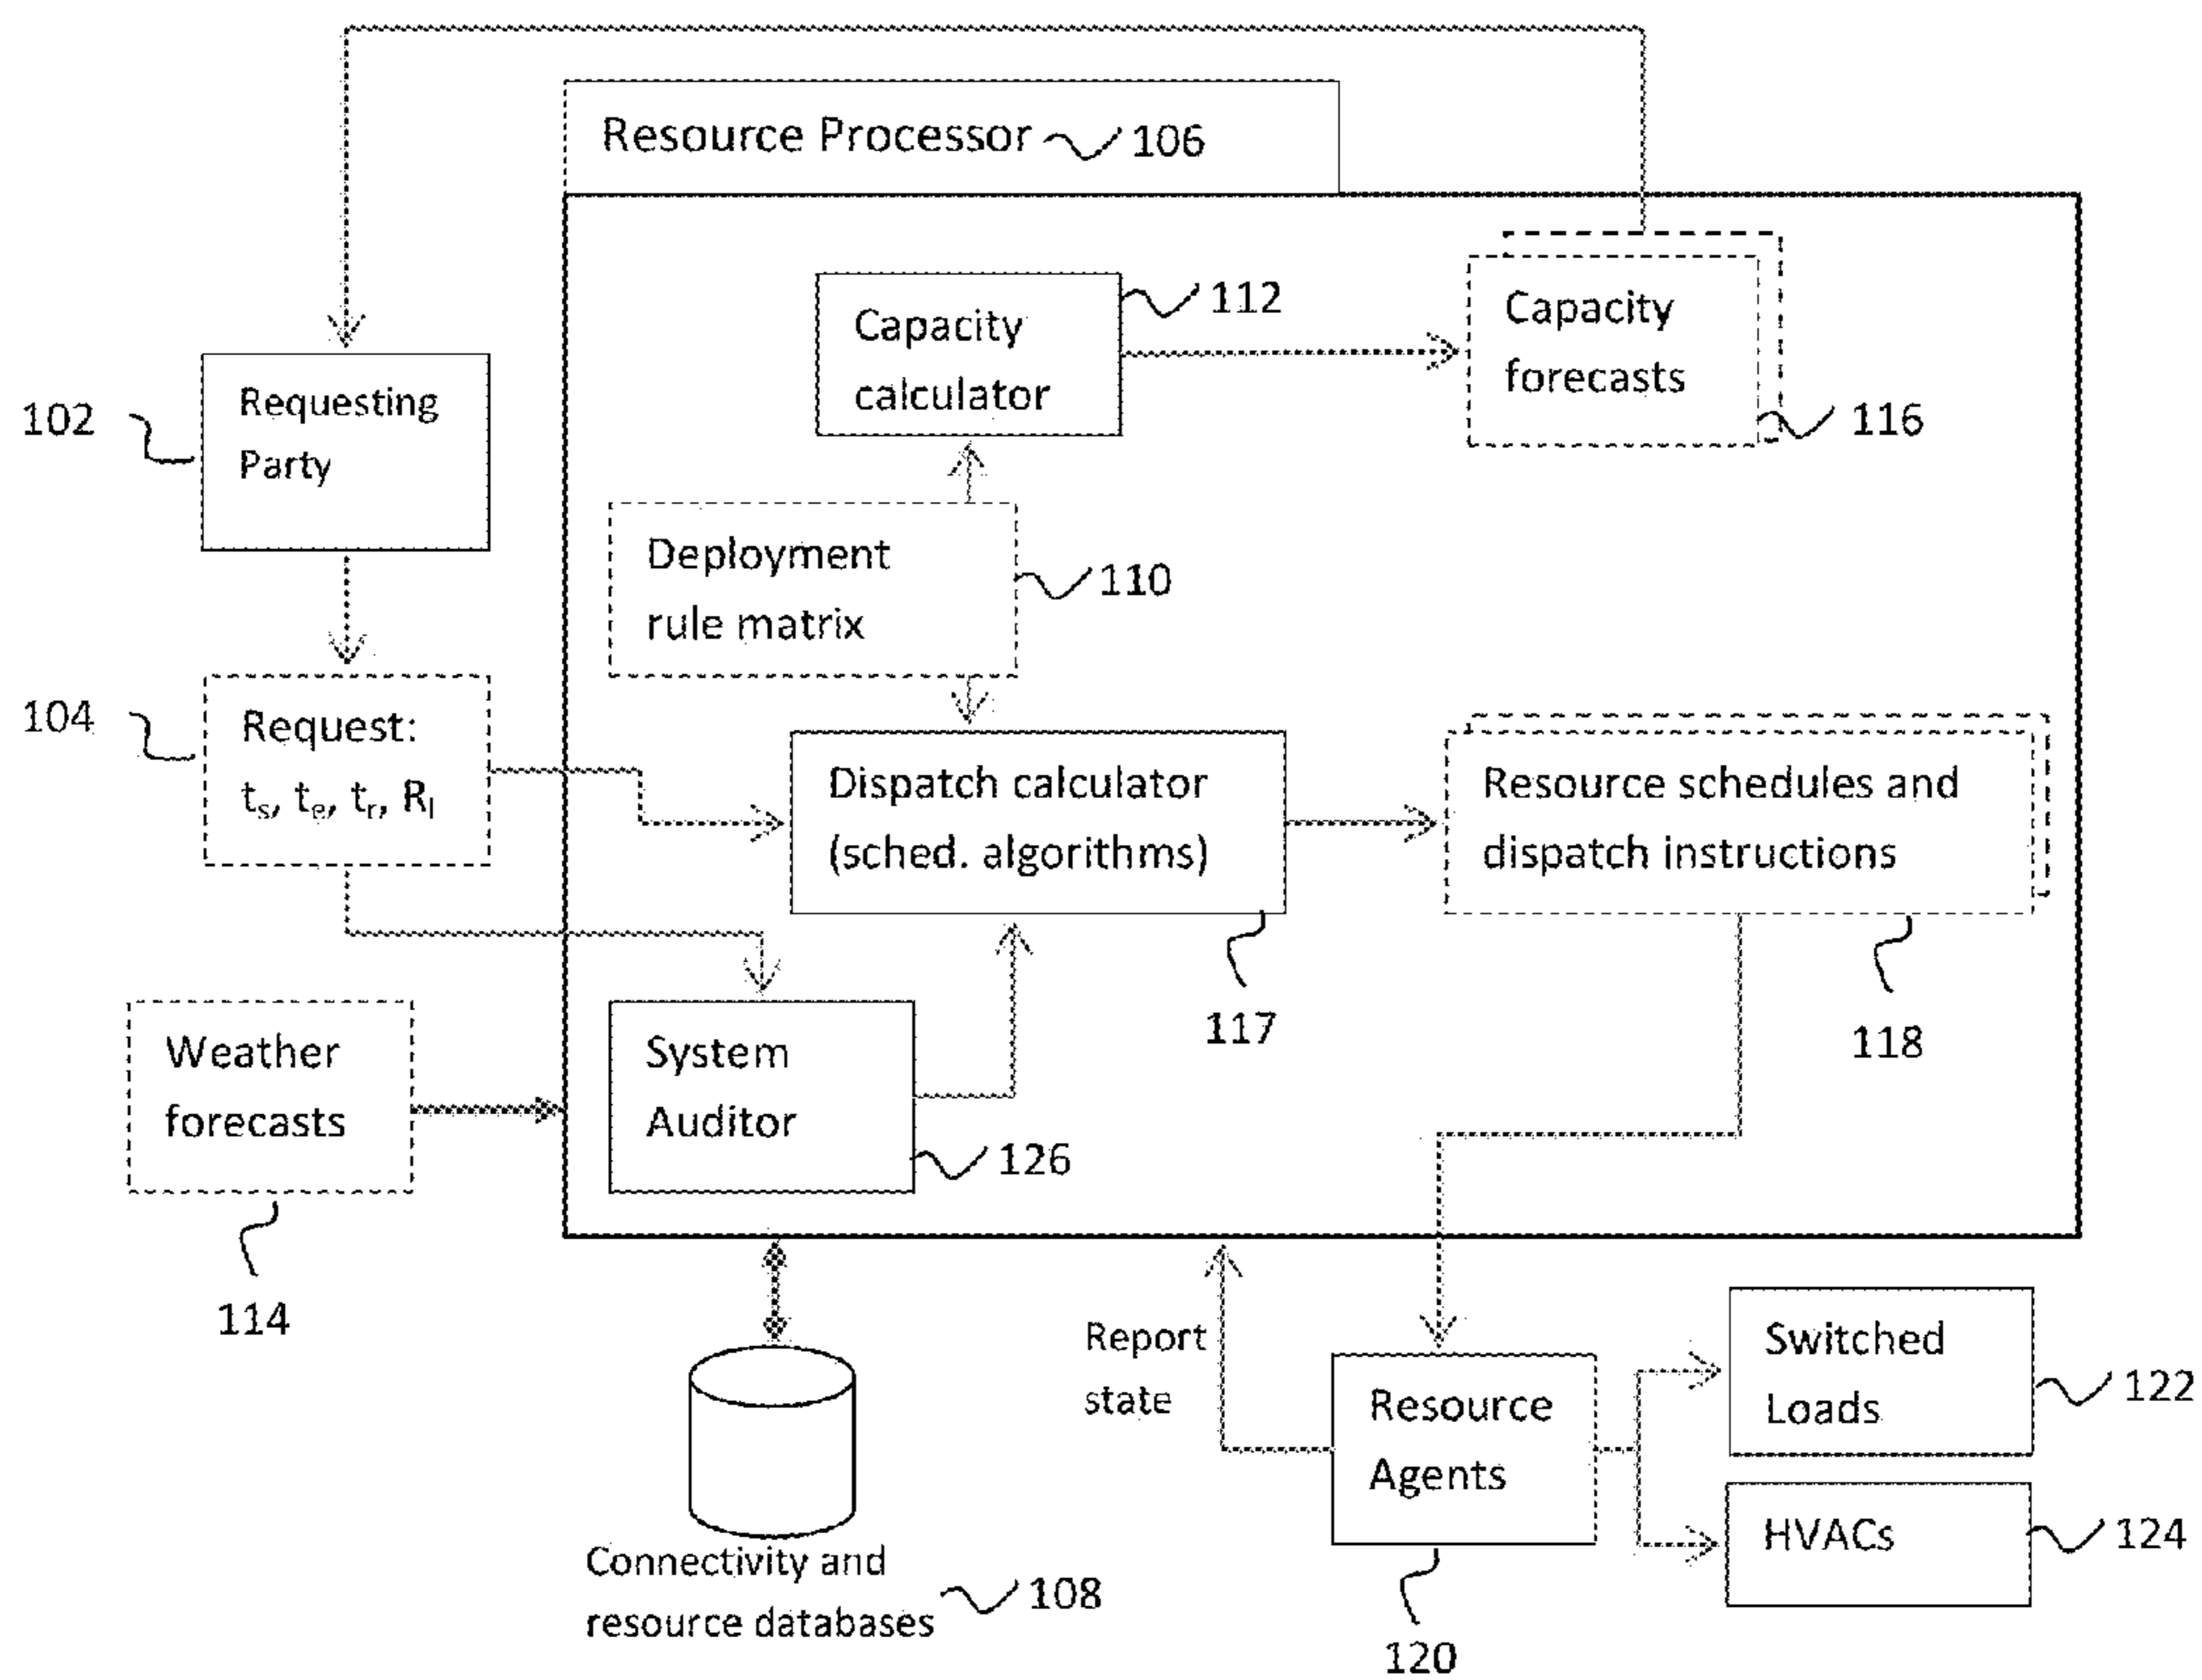 Resource Processor 106
Capacity
calculator
112
Capacity
forecasts
116
102
Requesting
Party
Deployment
rule matrix
110
104
Request:
ts, te, tr, Rl
Dispatch calculator
(sched. algorithms)
117
Resource schedules and
dispatch instructions
118
Weather
forecasts
114
System
Auditor
126
Report
state
Switched
Loads
122
Resource
Agents
120
HVACs
124
Connectivity and
resource databases
108